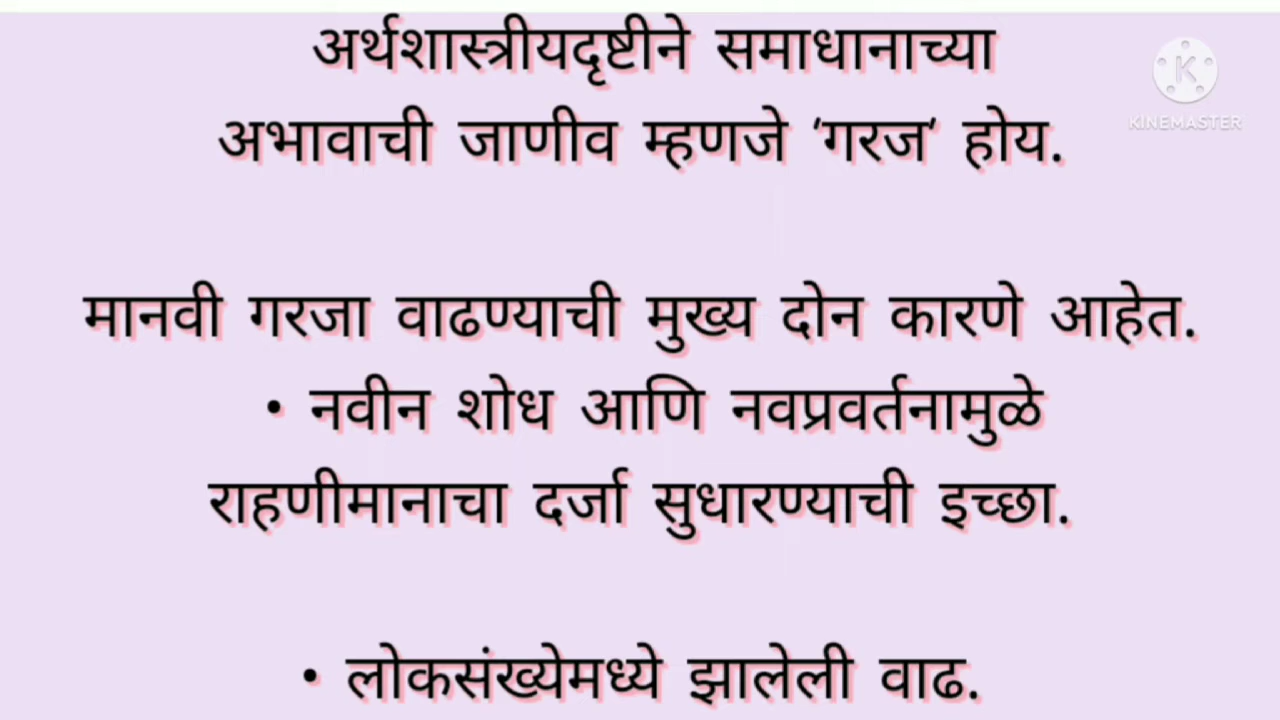 अर्थशास्त्रीयदृष्टीने समाधानाच्या
अभावाची जाणीव म्हणजे 'गरज' होय.
मानवी गरजा वाढण्याची मुख्य दोन कारणे आहेत.
• नवीन शोध आणि नवप्रवर्तनामुळे
राहणीमानाचा दर्जा सुधारण्याची इच्छा.
• लोकसंख्येमध्ये झालेली वाढ.
K
KINEMASTER